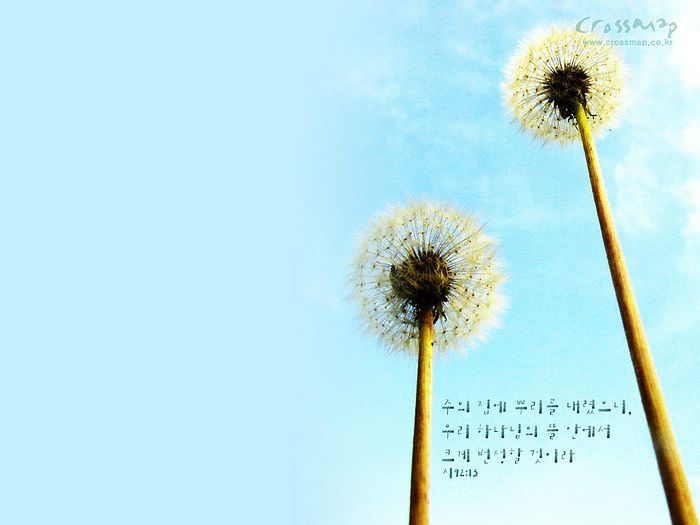 Crossmap
www.crossmap.co.kr
주의 집에 뿌리를 내렸으니,
우리 하나님의 뜰 안에서
크게 번성할 것이라
시92:13